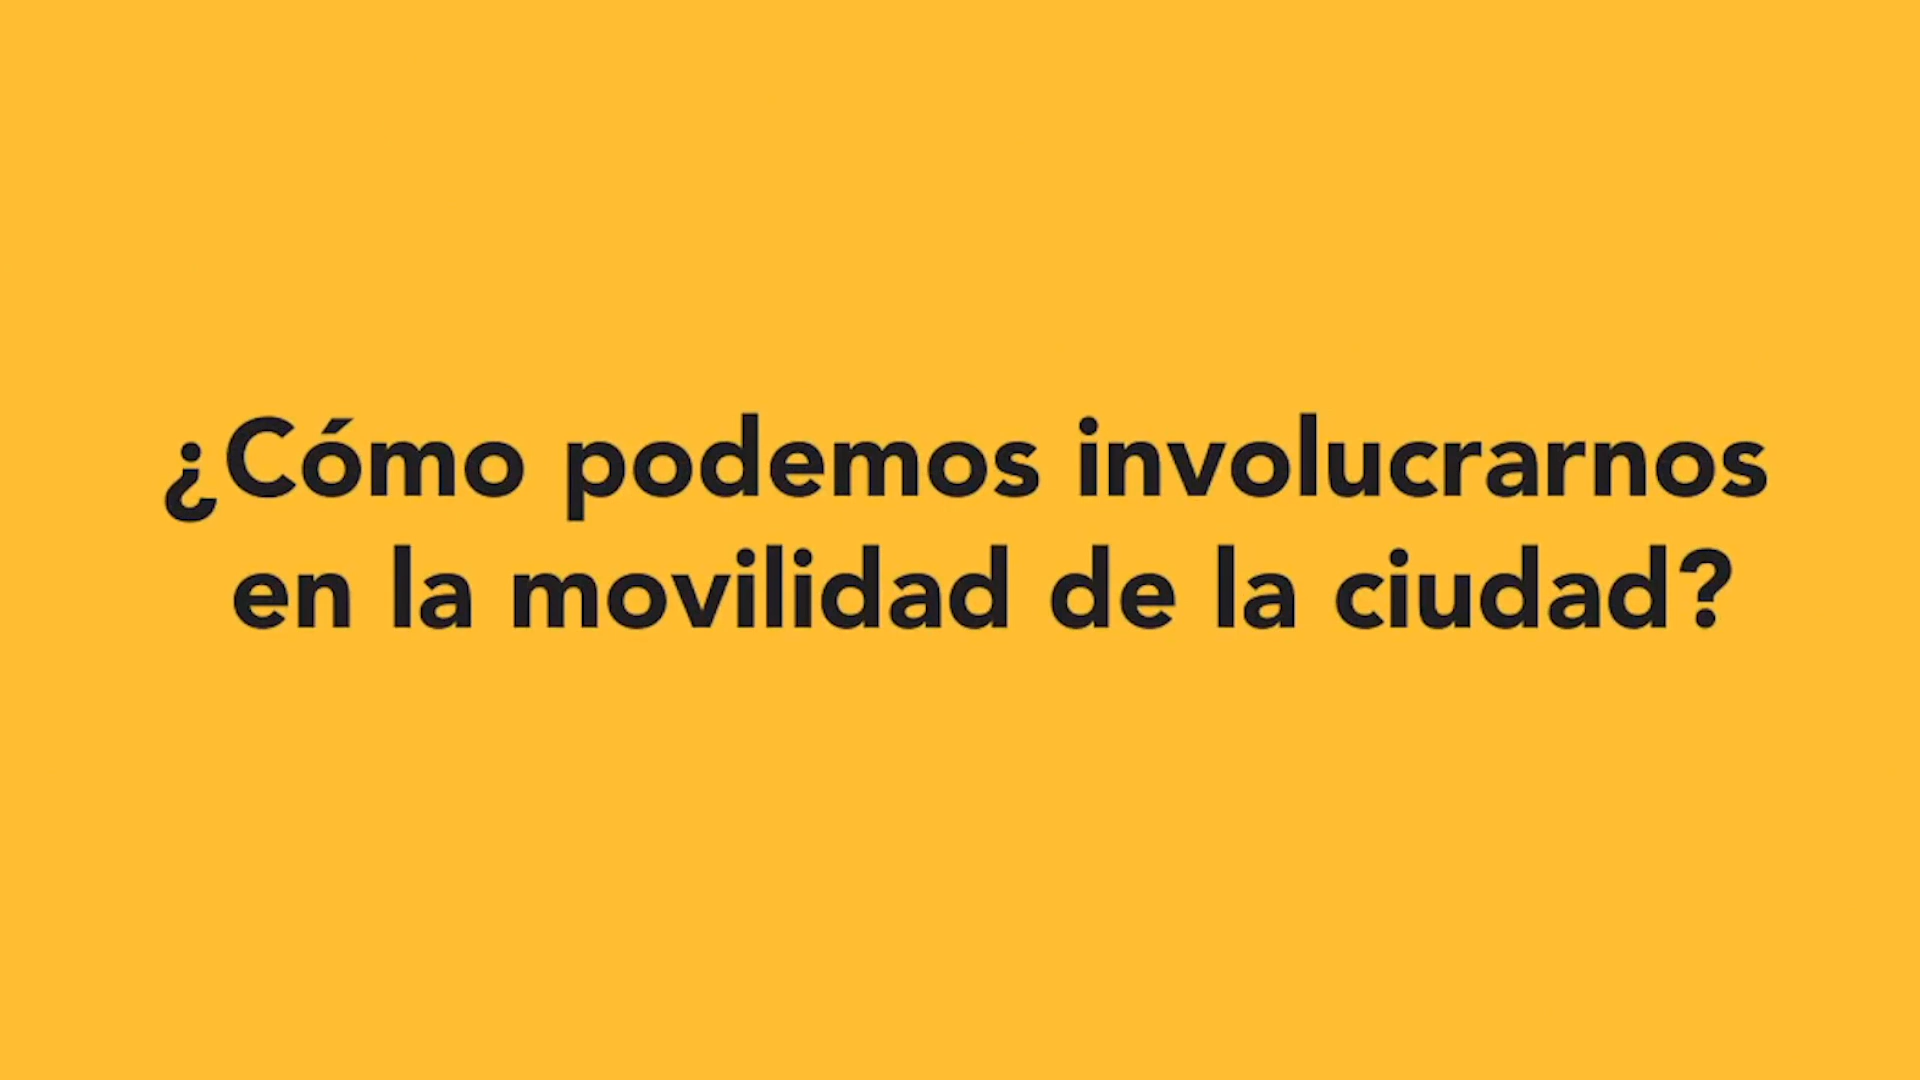 ¿Cómo podemos involucrarnos
en la movilidad de la ciudad?